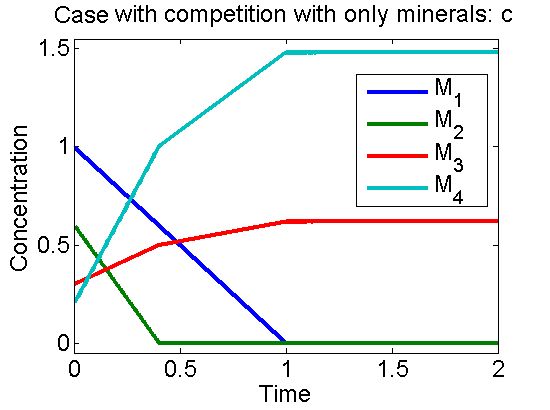 Case with competition with only minerals: c
1.5
1
0.5
0
Concentration
M1
M2
M3
M4
0 0.5 1 1.5 2
Time